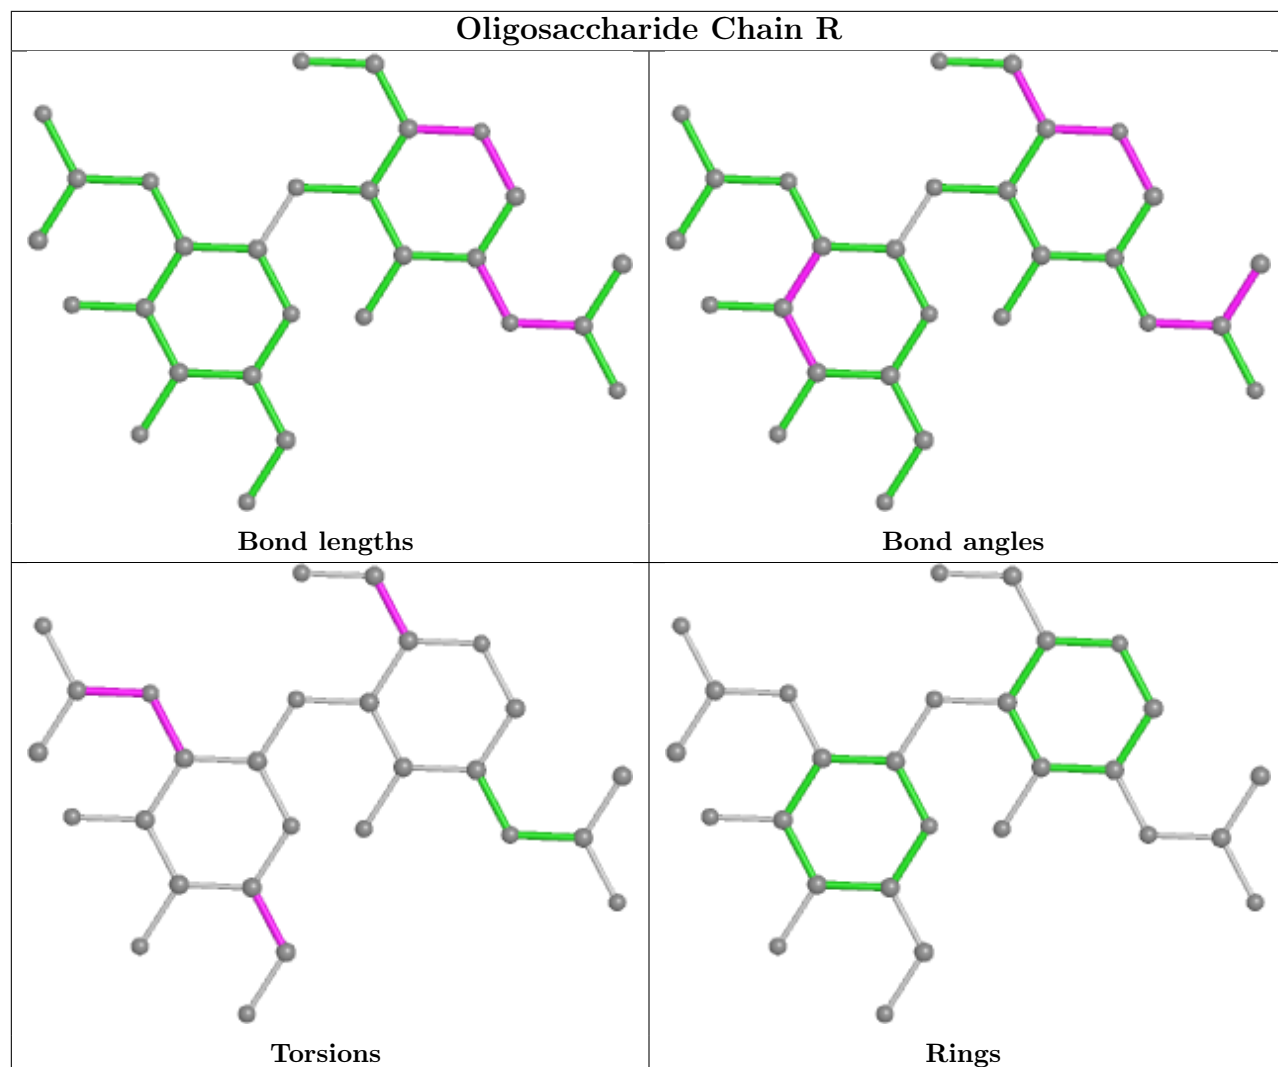 Oligosaccharide Chain R
Bond lengths
Bond angles
Torsions
Rings